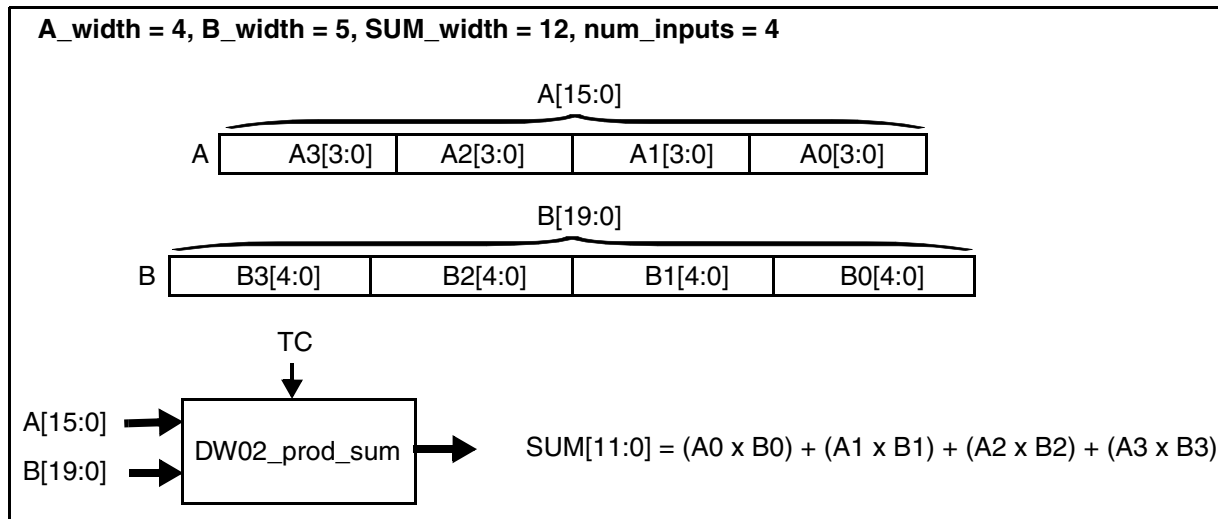 A_width = 4, B_width = 5, SUM_width = 12, num_inputs = 4
A[15:0]
A A3[3:0] A2[3:0] A1[3:0] A0[3:0]
B[19:0]
B B3[4:0] B2[4:0] B1[4:0] B0[4:0]
TC
A[15:0]
DW02_prod_sum
SUM[11:0] = (A0 x B0) + (A1 x B1) + (A2 x B2) + (A3 x B3)
B[19:0]